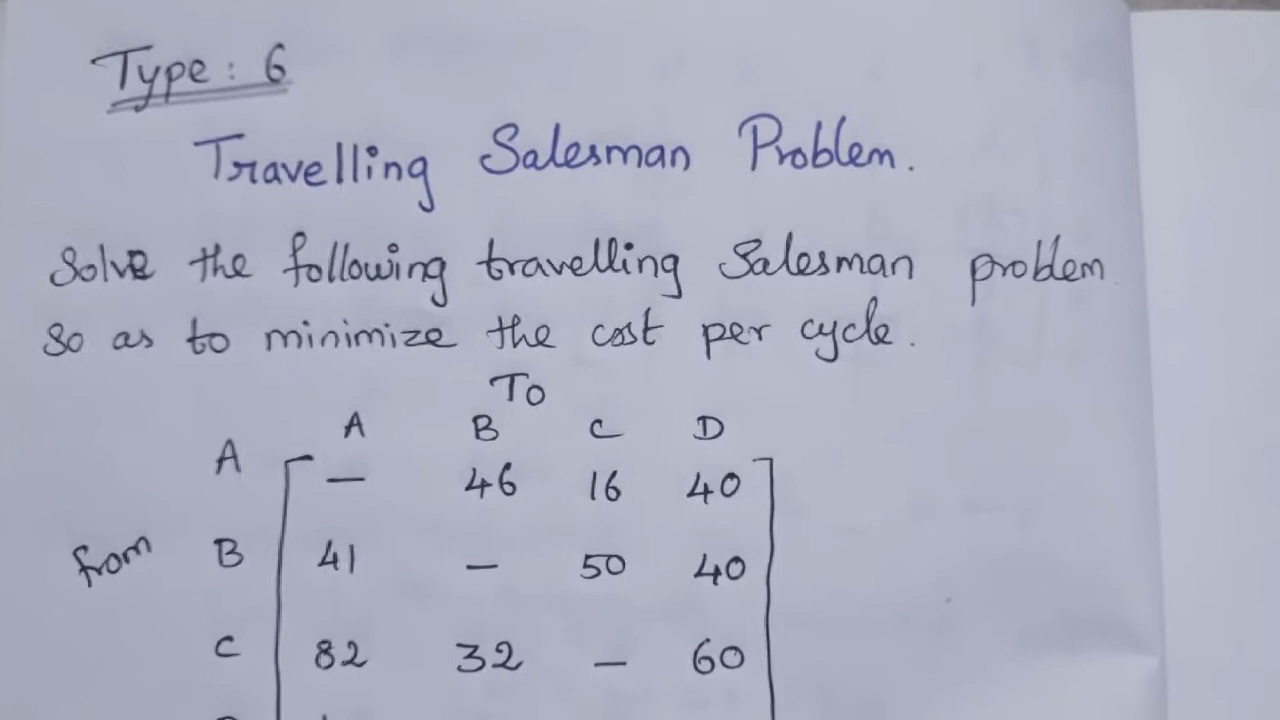 Type: 6
Travelling Salesman Problem.
Solve the following travelling Salesman problem
so as to minimize the cost per cycle.
To
A B C D
A — 46 16 40
from B 41 — 50 40
C 82 32 — 60